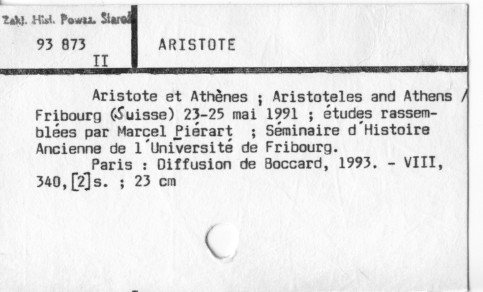 Zakł. Hist. Powsz. Staroż
93 873
II
ARISTOTE
Aristote et Athènes ; Aristoteles and Athens /
Fribourg (Suisse) 23-25 mai 1991 ; études rassem-
blées par Marcel Piérart ; Séminaire d'Histoire
Ancienne de l'Université de Fribourg.
Paris : Diffusion de Boccard, 1993. - VIII,
340,[2]s. ; 23 cm